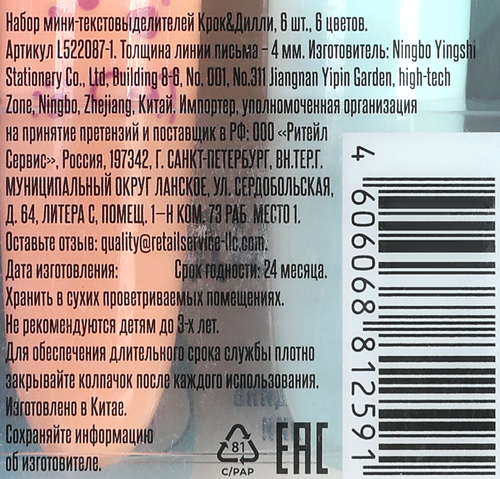 Набор мини-текстовыделителей Крок&Дилли, 6 шт., 6 цветов.
Артикул L522087-1. Толщина линии письма – 4 мм. Изготовитель: Ningbo Yingshi
Stationery Co., Ltd, Building 8-6, No. 001, No.311 Jiangnan Yipin Garden, high-tech
Zone, Ningbo, Zhejiang, Китай. Импортер, уполномоченная организация
на принятие претензий и поставщик в РФ: ООО «Ритейл
Сервис», Россия, 197342, Г. САНКТ-ПЕТЕРБУРГ, ВН.ТЕР.Г.
МУНИЦИПАЛЬНЫЙ ОКРУГ ЛАНСКОЕ, УЛ. СЕРДОБОЛЬСКАЯ,
Д. 64, ЛИТЕРА С, ПОМЕЩ. 1–Н КОМ. 73 РАБ. МЕСТО 1.
Оставьте отзыв: quality@retailservice-llc.com.
Дата изготовления: Срок годности: 24 месяца.
Хранить в сухих проветриваемых помещениях.
Не рекомендуются детям до 3-х лет.
Для обеспечения длительного срока службы плотно
закрывайте колпачок после каждого использования.
Изготовлено в Китае.
Сохраняйте информацию
об изготовителе.
81
C/PAP
EAC
4 606068 812591